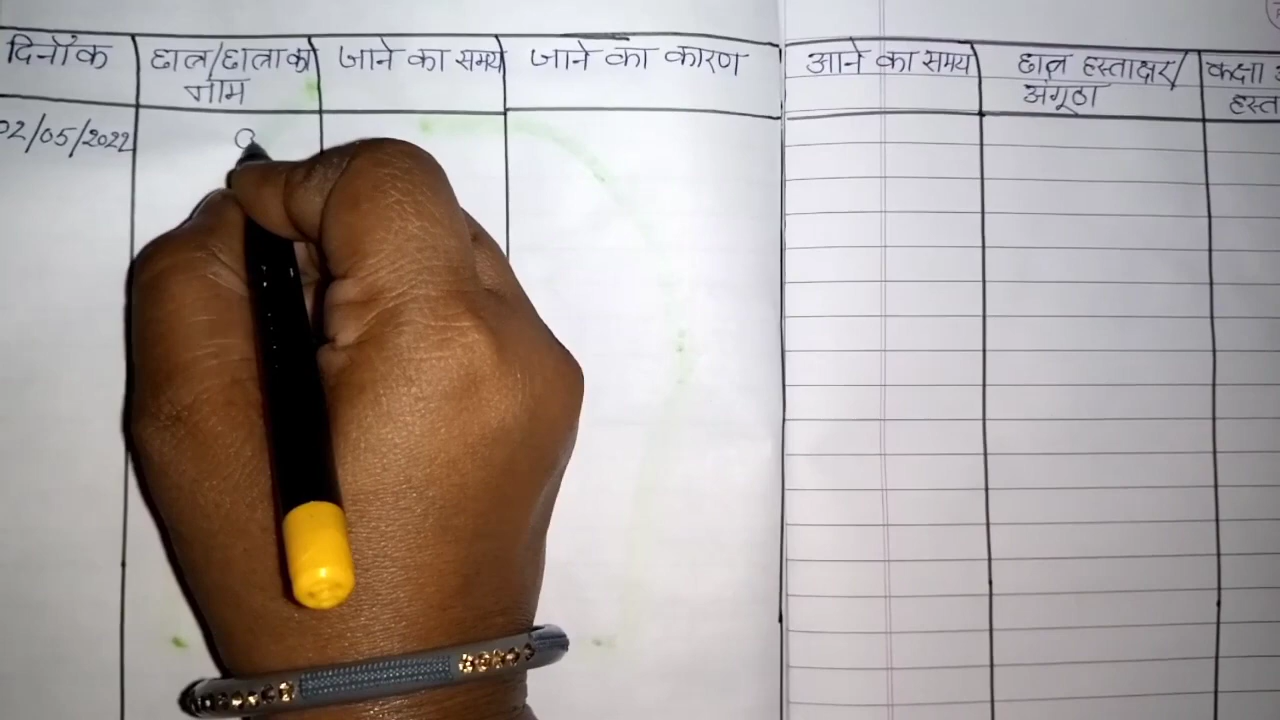 दिनाँक छात्र/छात्रा का नाम जाने का समय जाने का कारण आने का समय छात्र हस्ताक्षर/अंगूठा कक्षा हस्त
02/05/2022